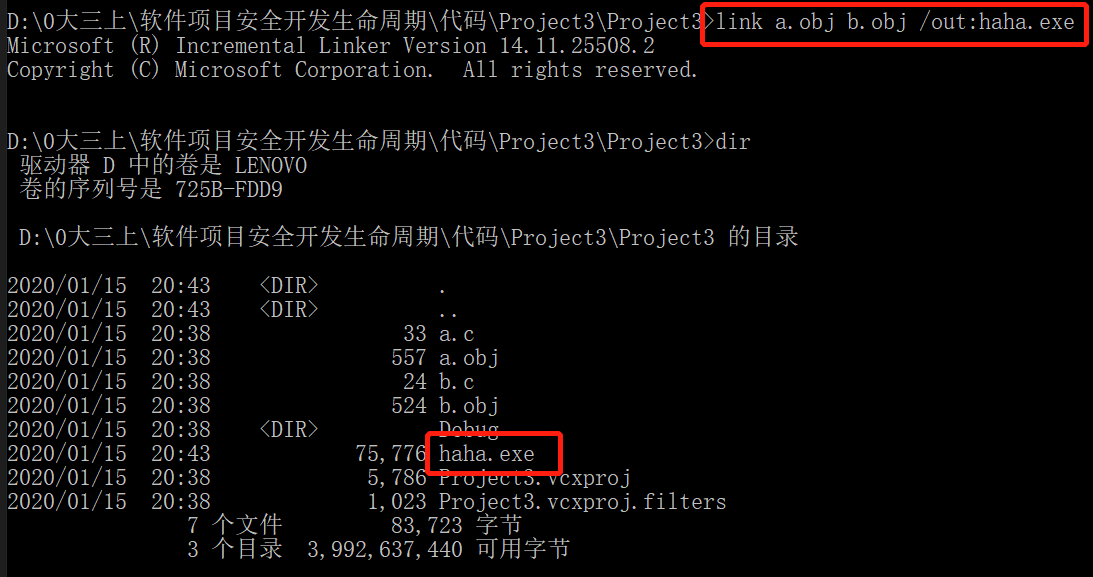 D:\0大三上\软件项目安全开发生命周期\代码\Project3\Project3>link a.obj b.obj /out:haha.exe
Microsoft (R) Incremental Linker Version 14.11.25508.2
Copyright (C) Microsoft Corporation.  All rights reserved.
D:\0大三上\软件项目安全开发生命周期\代码\Project3\Project3>dir
驱动器 D 中的卷是 LENOVO
卷的序列号是 725B-FDD9
D:\0大三上\软件项目安全开发生命周期\代码\Project3\Project3 的目录
2020/01/15  20:43    <DIR>          .
2020/01/15  20:43    <DIR>          ..
2020/01/15  20:38                33 a.c
2020/01/15  20:38               557 a.obj
2020/01/15  20:38                24 b.c
2020/01/15  20:38               524 b.obj
2020/01/15  20:38    <DIR>          Debug
2020/01/15  20:43            75,776 haha.exe
2020/01/15  20:38             5,786 Project3.vcxproj
2020/01/15  20:38             1,023 Project3.vcxproj.filters
7 个文件         83,723 字节
3 个目录  3,992,637,440 可用字节